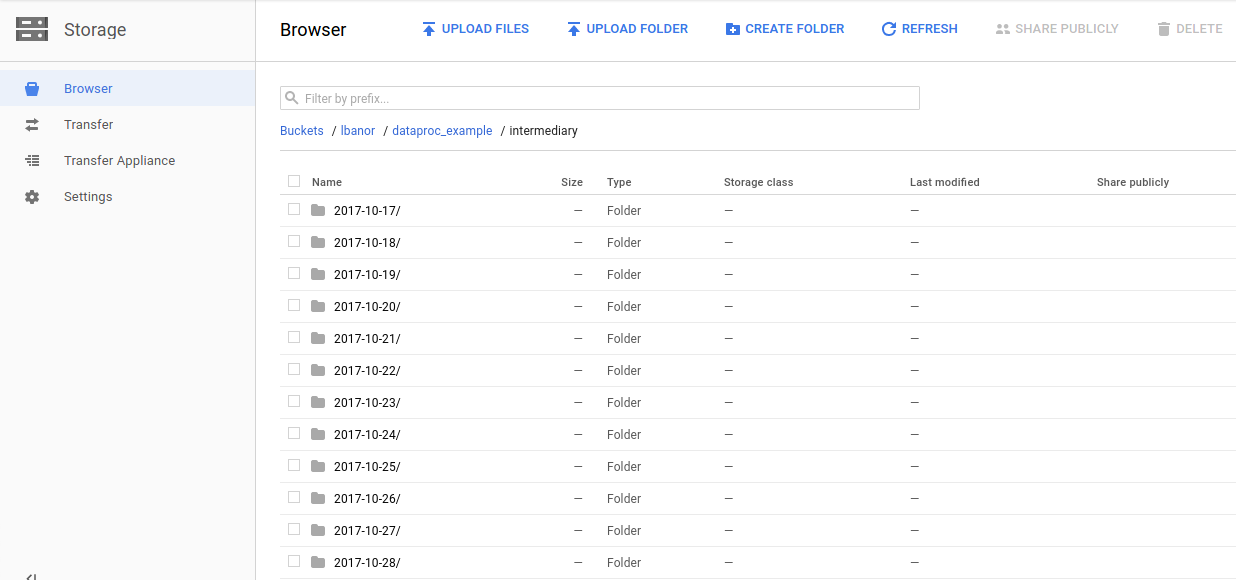 Storage
Browser
Transfer
Transfer Appliance
Settings
Browser UPLOAD FILES UPLOAD FOLDER CREATE FOLDER REFRESH SHARE PUBLICLY DELETE
Filter by prefix...
Buckets / lbanor / dataproc_example / intermediary
Name Size Type Storage class Last modified Share publicly
2017-10-17/ — Folder — —
2017-10-18/ — Folder — —
2017-10-19/ — Folder — —
2017-10-20/ — Folder — —
2017-10-21/ — Folder — —
2017-10-22/ — Folder — —
2017-10-23/ — Folder — —
2017-10-24/ — Folder — —
2017-10-25/ — Folder — —
2017-10-26/ — Folder — —
2017-10-27/ — Folder — —
2017-10-28/ — Folder — —